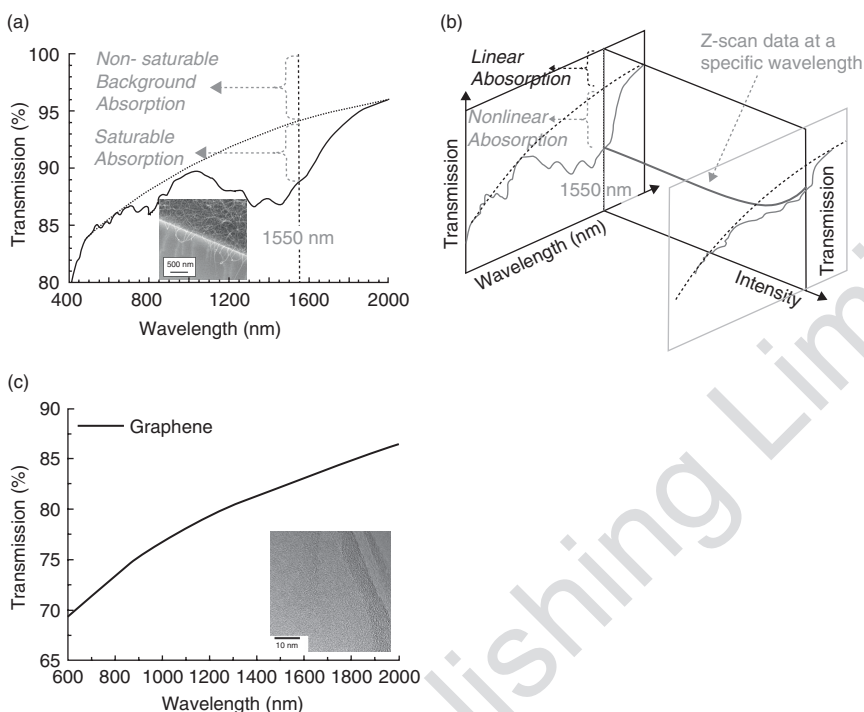 (a)
100
95
90
85
80
Transmission (%)
Non- saturable
Background
Absorption
Saturable
Absorption
1550 nm
500 nm
400
800
1200
1600
2000
Wavelength (nm)
(b)
Linear
Abosorption
Z-scan data at a
specific wavelength
Nonlinear
Abosorption
1550 nm
Transmission
Wavelength (nm)
Intensity
Transmission
(c)
90
85
80
75
70
65
Transmission (%)
Graphene
10 nm
600
800
1000
1200
1400
1600
1800
2000
Wavelength (nm)
lishing Limi